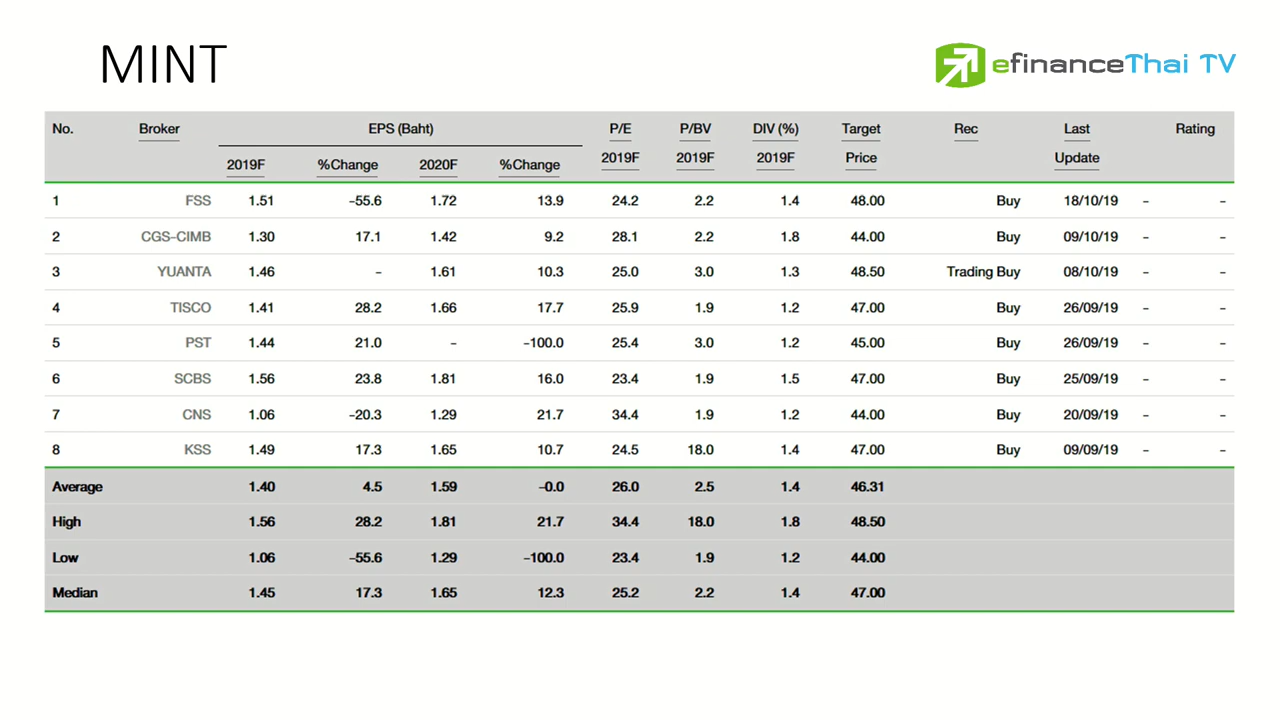 MINT
efinanceThai TV
No. Broker EPS (Baht) P/E P/BV DIV (%) Target Rec Last Rating
2019F %Change 2020F %Change 2019F 2019F 2019F Price Update
1 FSS 1.51 -55.6 1.72 13.9 24.2 2.2 1.4 48.00 Buy 18/10/19 - -
2 CGS-CIMB 1.30 17.1 1.42 9.2 28.1 2.2 1.8 44.00 Buy 09/10/19 - -
3 YUANTA 1.46 - 1.61 10.3 25.0 3.0 1.3 48.50 Trading Buy 08/10/19 - -
4 TISCO 1.41 28.2 1.66 17.7 25.9 1.9 1.2 47.00 Buy 26/09/19 - -
5 PST 1.44 21.0 - -100.0 25.4 3.0 1.2 45.00 Buy 26/09/19 - -
6 SCBS 1.56 23.8 1.81 16.0 23.4 1.9 1.5 47.00 Buy 25/09/19 - -
7 CNS 1.06 -20.3 1.29 21.7 34.4 1.9 1.2 44.00 Buy 20/09/19 - -
8 KSS 1.49 17.3 1.65 10.7 24.5 18.0 1.4 47.00 Buy 09/09/19 - -
Average 1.40 4.5 1.59 -0.0 26.0 2.5 1.4 46.31
High 1.56 28.2 1.81 21.7 34.4 18.0 1.8 48.50
Low 1.06 -55.6 1.29 -100.0 23.4 1.9 1.2 44.00
Median 1.45 17.3 1.65 12.3 25.2 2.2 1.4 47.00